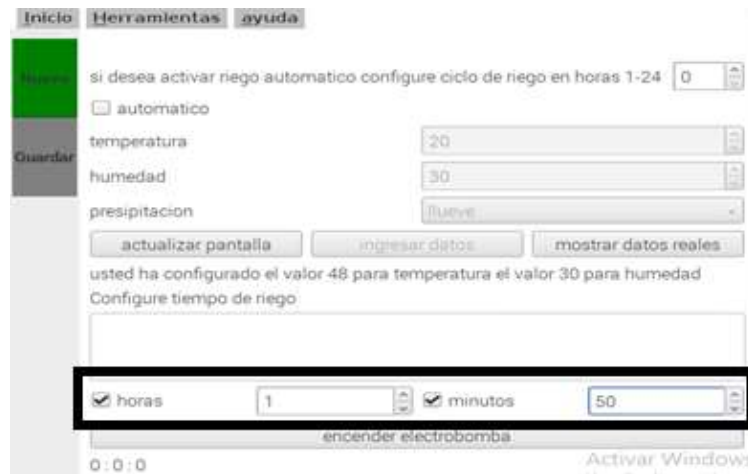 Inicio Herramientas ayuda
Nuevo
si desea activar riego automatico configure ciclo de riego en horas 1-24 0
automatico
temperatura 20
Guardar
humedad 30
presipitacion llueve
actualizar pantalla ingresar datos mostrar datos reales
usted ha configurado el valor 48 para temperatura el valor 30 para humedad
Configure tiempo de riego
horas 1 minutos 50
encender electrobomba
0:0:0
Activar Windows